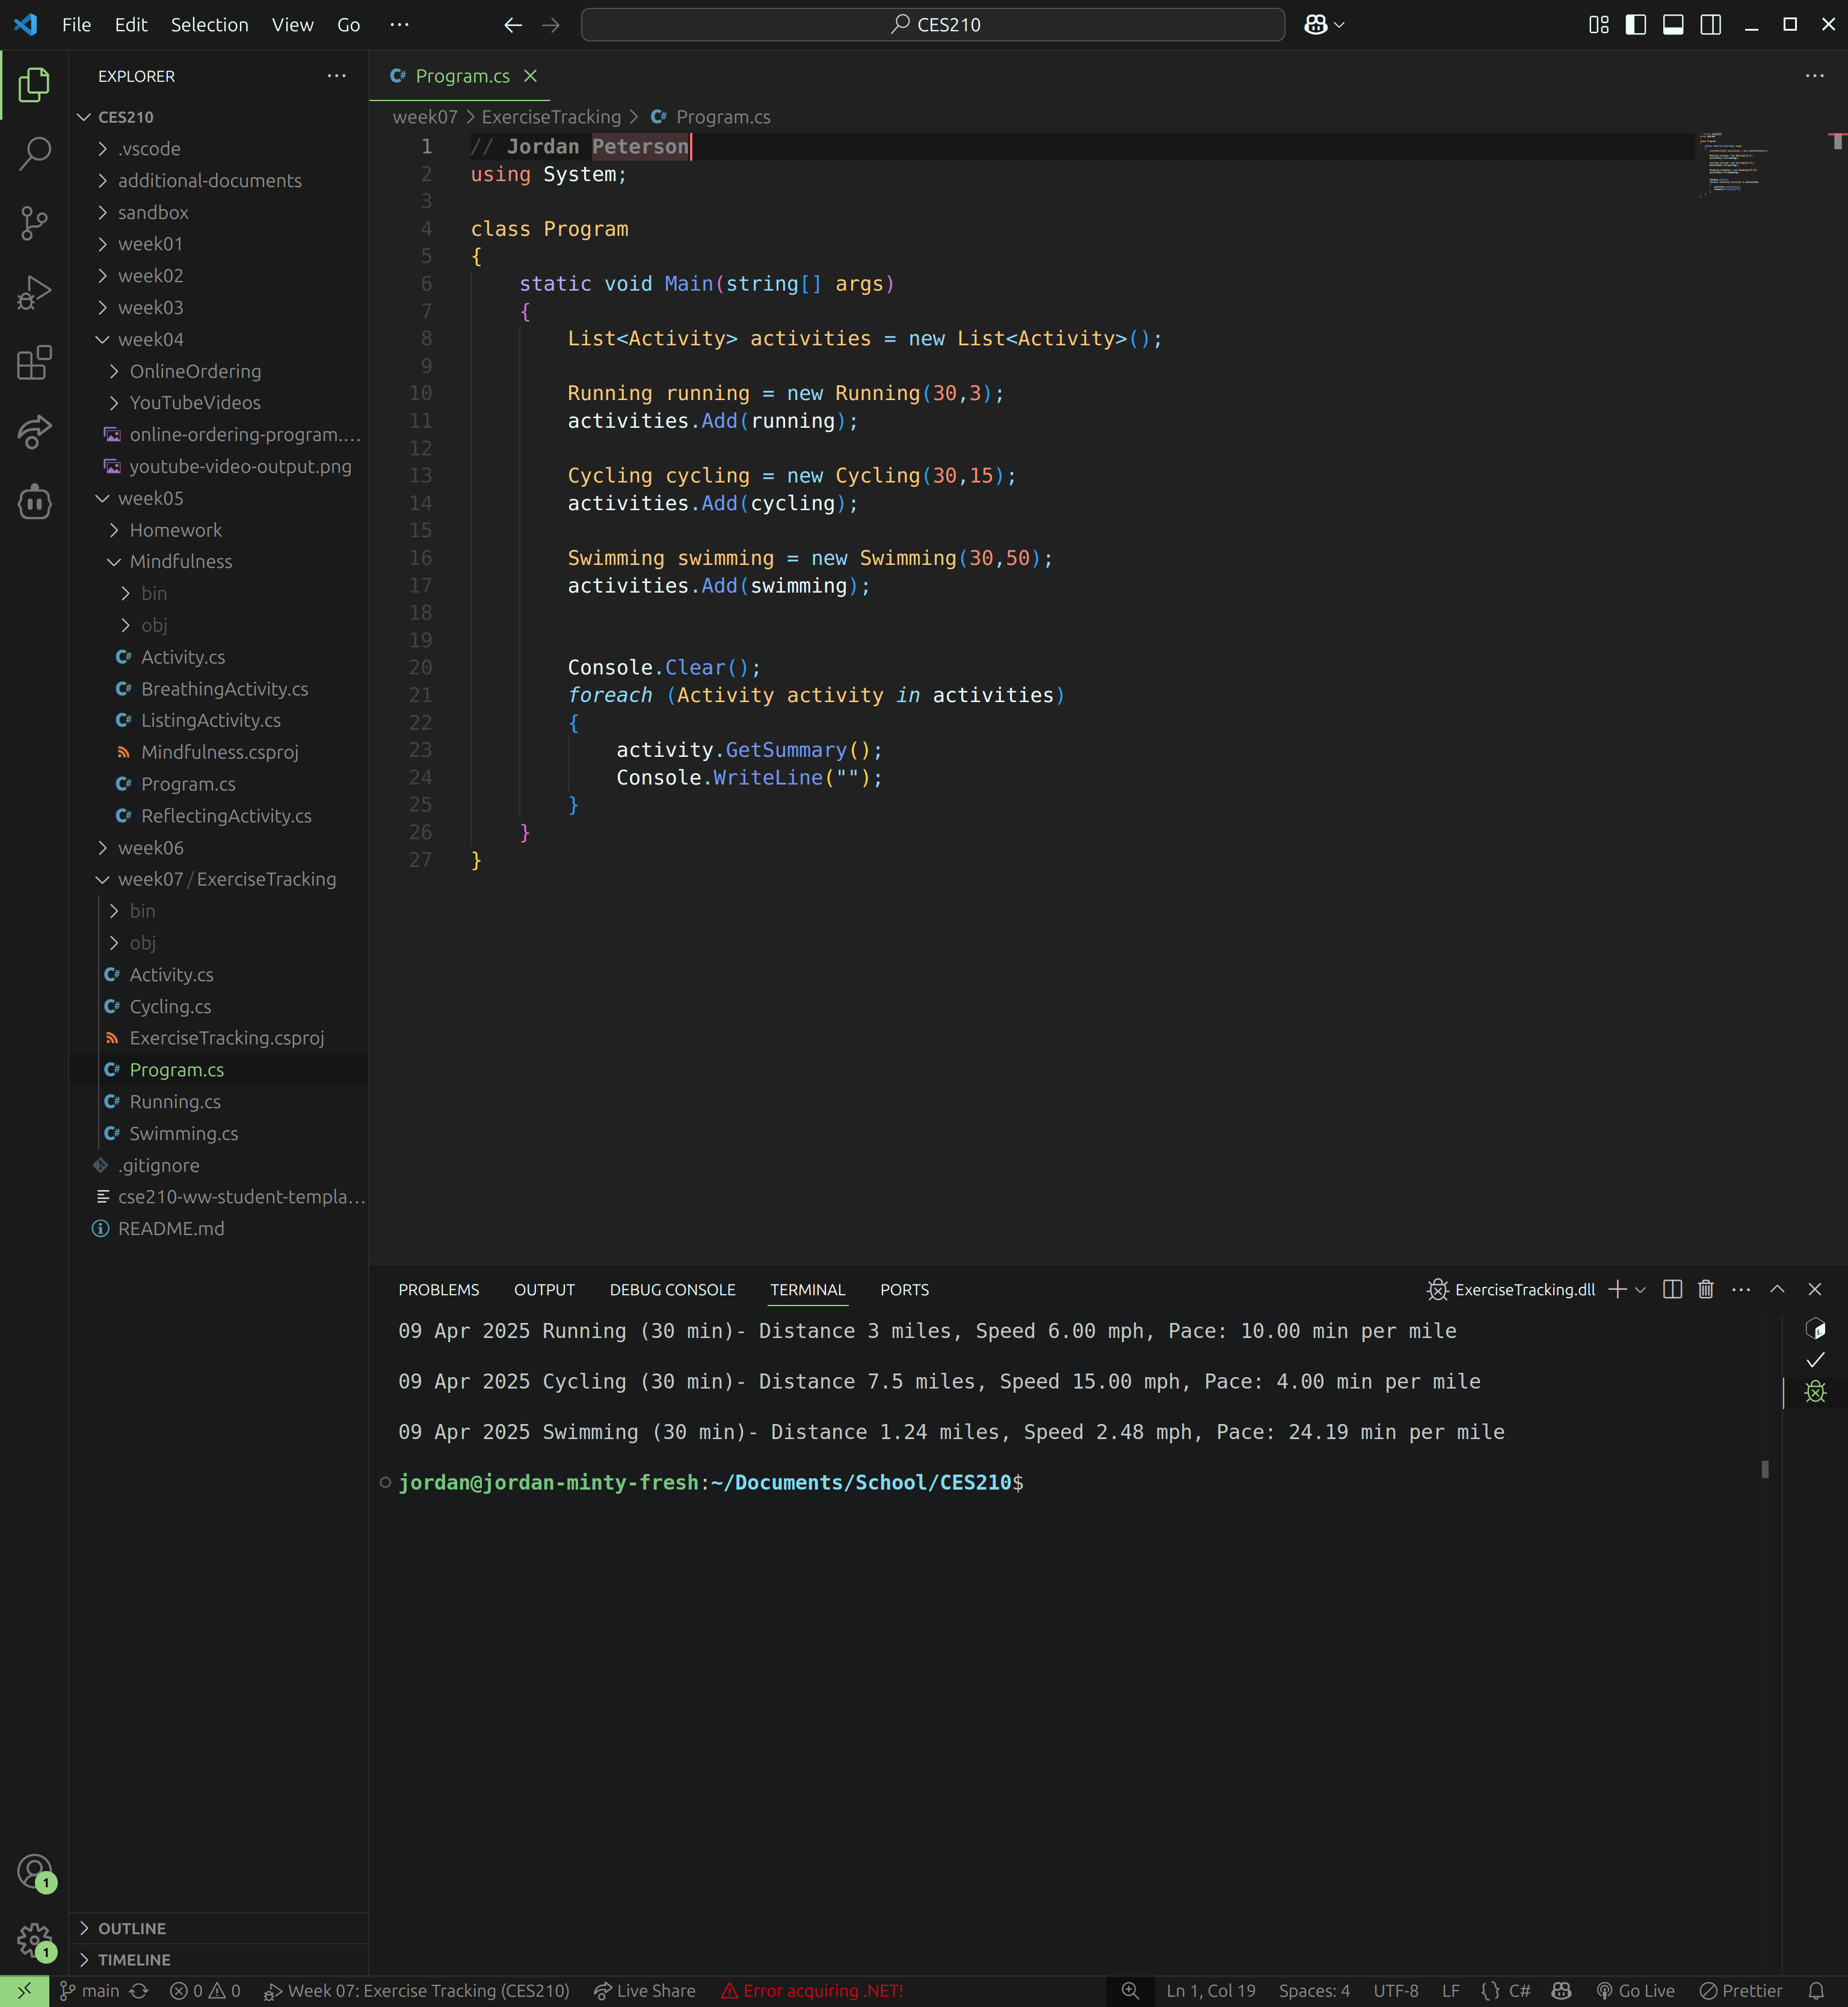 File Edit Selection View Go ··· CES210
EXPLORER ···
CES210
.vscode
additional-documents
sandbox
week01
week02
week03
week04
OnlineOrdering
YouTubeVideos
online-ordering-program....
youtube-video-output.png
week05
Homework
Mindfulness
bin
obj
Activity.cs
BreathingActivity.cs
ListingActivity.cs
Mindfulness.csproj
Program.cs
ReflectingActivity.cs
week06
week07/ExerciseTracking
bin
obj
Activity.cs
Cycling.cs
ExerciseTracking.csproj
Program.cs
Running.cs
Swimming.cs
.gitignore
cse210-ww-student-templa...
README.md
OUTLINE
TIMELINE
Program.cs
week07 > ExerciseTracking > Program.cs
1 // Jordan Peterson
2 using System;
3
4 class Program
5 {
6     static void Main(string[] args)
7     {
8         List<Activity> activities = new List<Activity>();
9
10         Running running = new Running(30,3);
11         activities.Add(running);
12
13         Cycling cycling = new Cycling(30,15);
14         activities.Add(cycling);
15
16         Swimming swimming = new Swimming(30,50);
17         activities.Add(swimming);
18
19
20         Console.Clear();
21         foreach (Activity activity in activities)
22         {
23             activity.GetSummary();
24             Console.WriteLine("");
25         }
26     }
27 }
PROBLEMS OUTPUT DEBUG CONSOLE TERMINAL PORTS ExerciseTracking.dll
09 Apr 2025 Running (30 min)- Distance 3 miles, Speed 6.00 mph, Pace: 10.00 min per mile
09 Apr 2025 Cycling (30 min)- Distance 7.5 miles, Speed 15.00 mph, Pace: 4.00 min per mile
09 Apr 2025 Swimming (30 min)- Distance 1.24 miles, Speed 2.48 mph, Pace: 24.19 min per mile
jordan@jordan-minty-fresh:~/Documents/School/CES210$
1
1
main 0 0 Week 07: Exercise Tracking (CES210) Live Share Error acquiring .NET! Ln 1, Col 19 Spaces: 4 UTF-8 LF {} C# Go Live Prettier